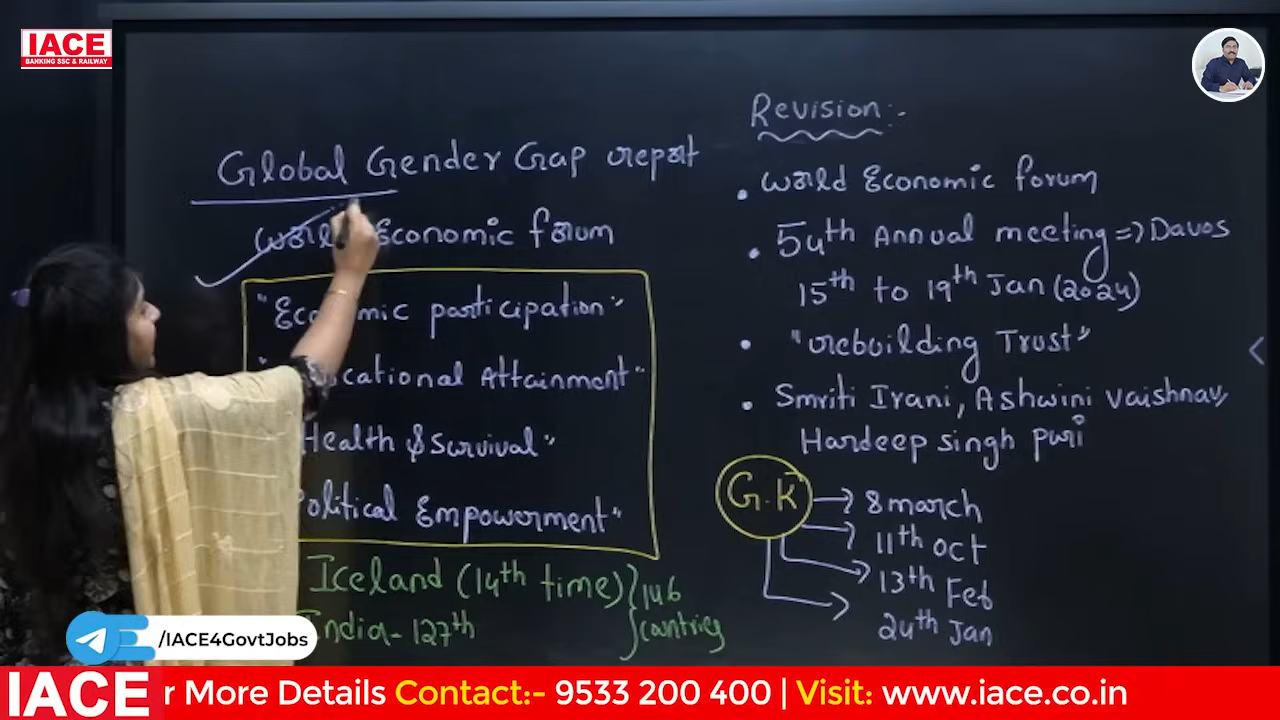 IACE
BANKING SSC & RAILWAY
Global Gender Gap report
World Economic forum
"Economic participation"
cational Attainment"
Health & Survival"
Political Empowerment"
Iceland (14th time)
India - 127th
146
countries
Revision:-
• World Economic forum
• 54th Annual meeting => Davos
15th to 19th Jan (2024)
• "rebuilding Trust"
• Smriti Irani, Ashwini Vaishnav,
Hardeep singh puri
G.K
8 march
11th oct
13th Feb
24th Jan
/IACE4GovtJobs
IACE r More Details Contact:- 9533 200 400 | Visit: www.iace.co.in